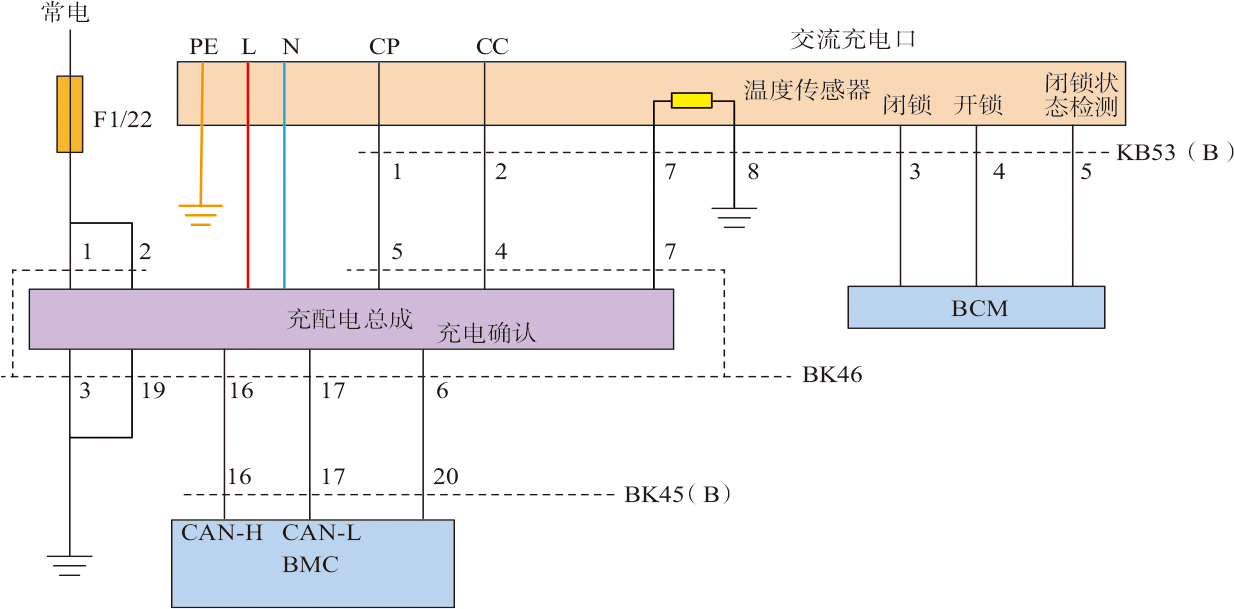 常电
PE L N CP CC 交流充电口
温度传感器 闭锁 开锁 闭锁状
态检测
F1/22
KB53(B)
1 2 7 8 3 4 5
1 2 5 4 7
充配电总成 充电确认
BCM
BK46
3 19 16 17 6
16 17 20
BK45(B)
CAN-H CAN-L
BMC